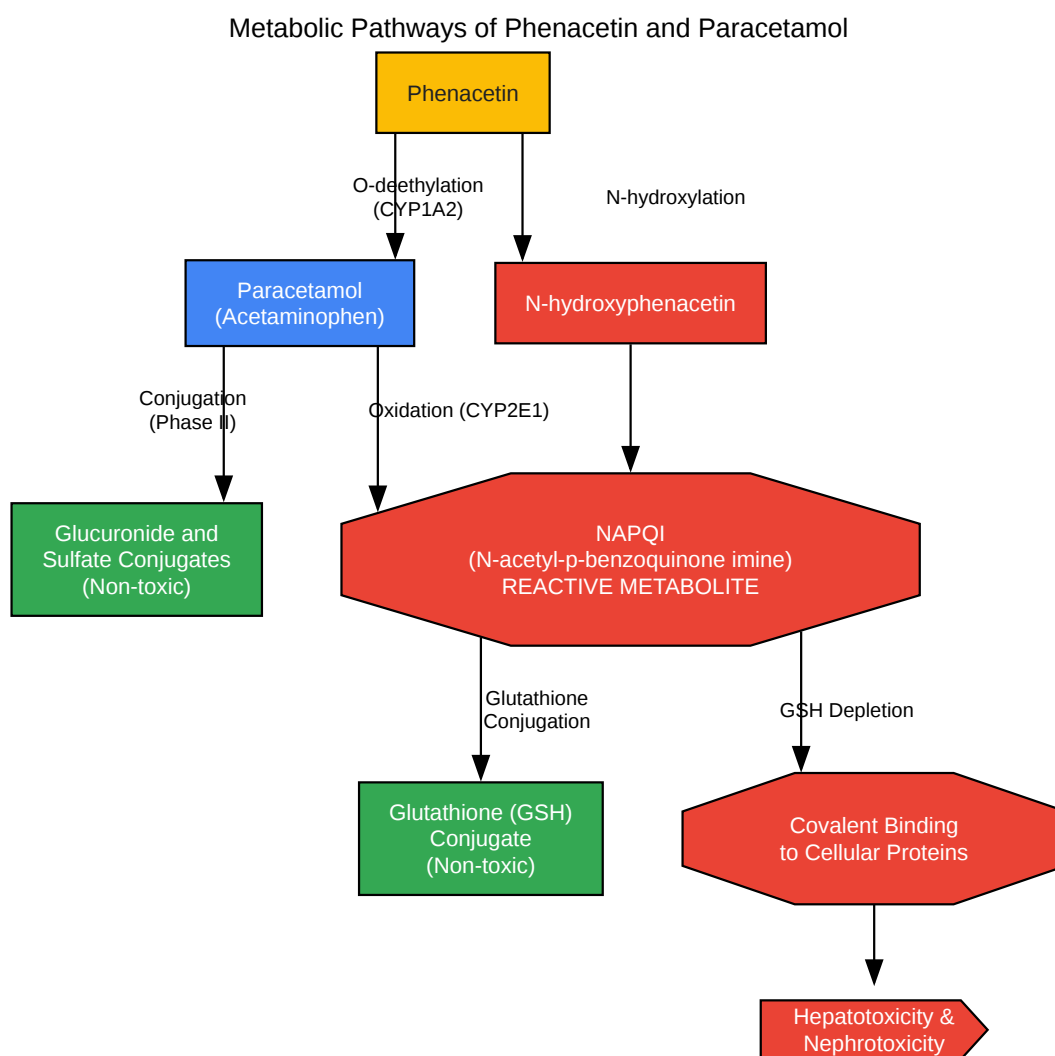 Metabolic Pathways of Phenacetin and Paracetamol
Phenacetin
O-deethylation
(CYP1A2)
N-hydroxylation
Paracetamol
(Acetaminophen)
N-hydroxyphenacetin
Conjugation
(Phase II)
Oxidation (CYP2E1)
Glucuronide and
Sulfate Conjugates
(Non-toxic)
NAPQI
(N-acetyl-p-benzoquinone imine)
REACTIVE METABOLITE
Glutathione
Conjugation
GSH Depletion
Glutathione (GSH)
Conjugate
(Non-toxic)
Covalent Binding
to Cellular Proteins
Hepatotoxicity &
Nephrotoxicity